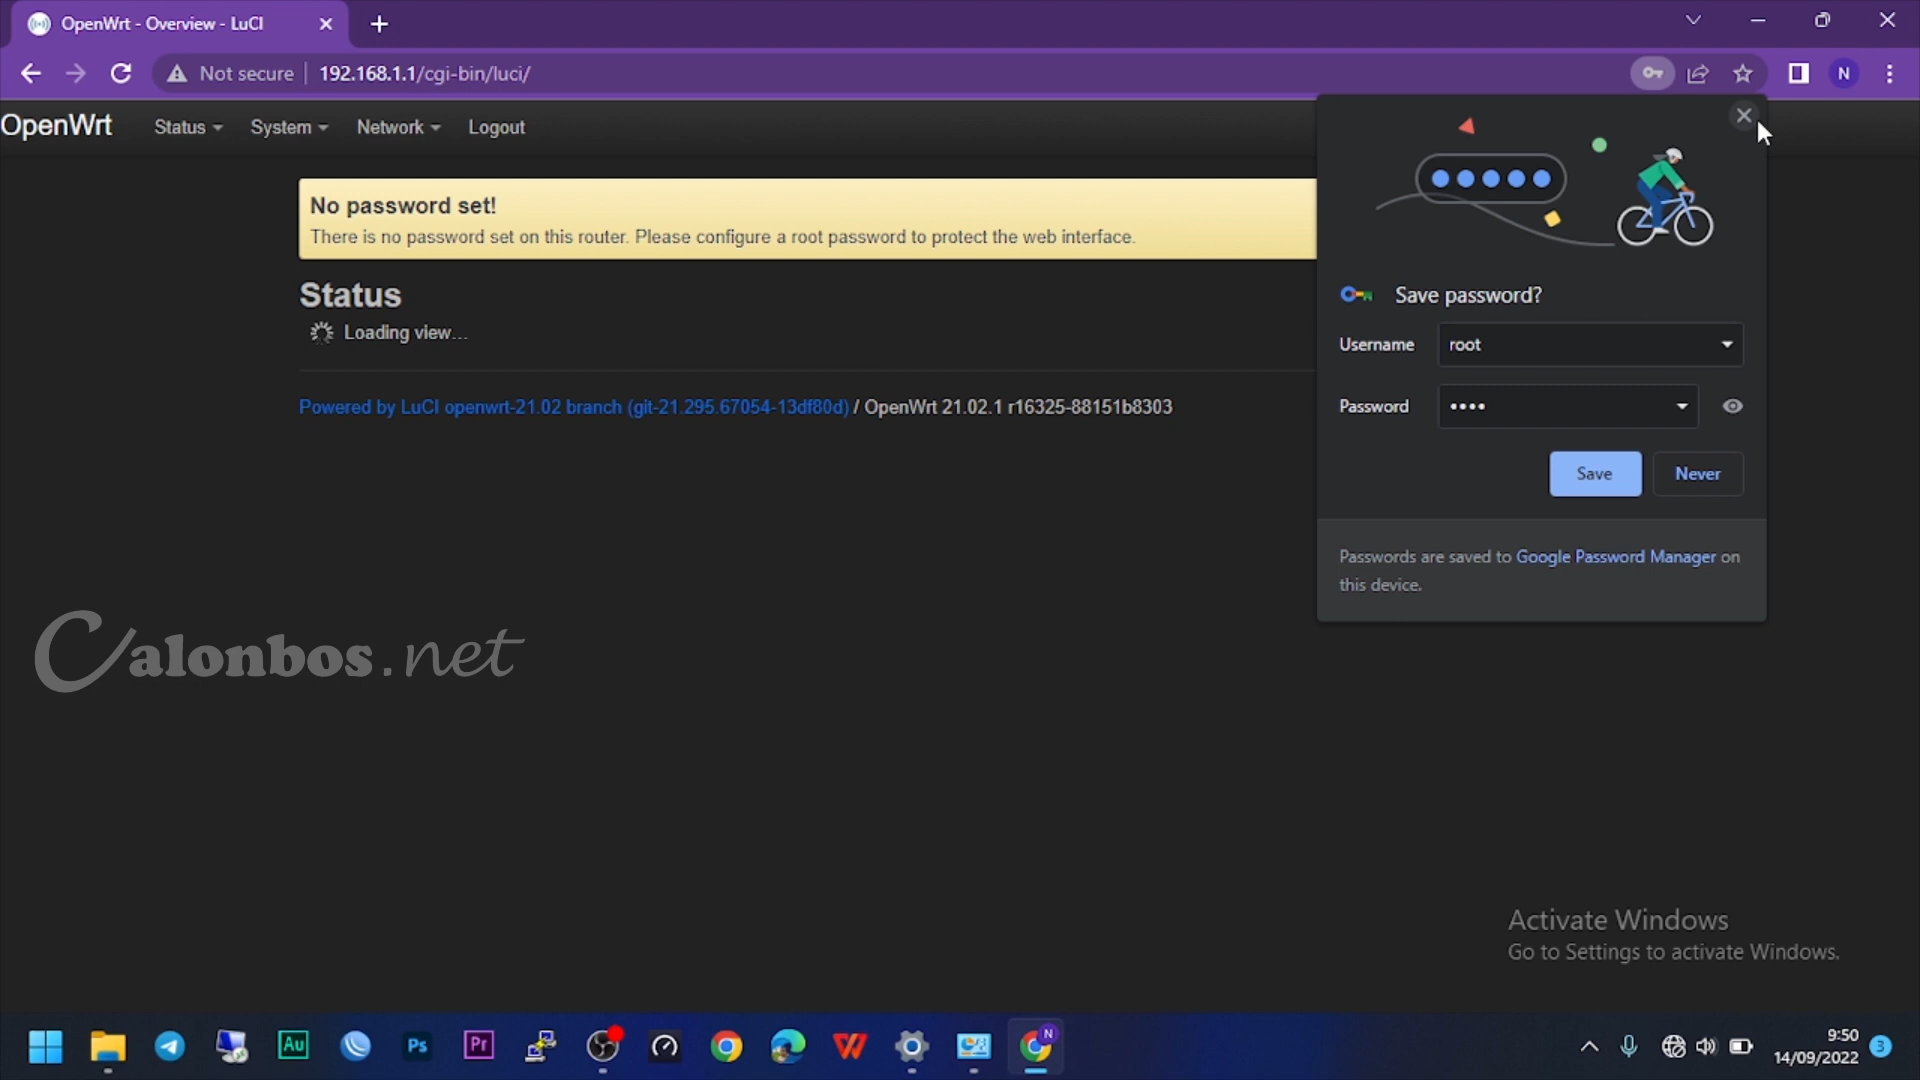 OpenWrt - Overview - LuCI
Not secure
192.168.1.1/cgi-bin/luci/
N
OpenWrt
Status
System
Network
Logout
No password set!
There is no password set on this router. Please configure a root password to protect the web interface.
Status
Loading view...
Powered by LuCI openwrt-21.02 branch (git-21.295.67054-13df80d) / OpenWrt 21.02.1 r16325-88151b8303
Save password?
Username
root
Password
Save
Never
Passwords are saved to Google Password Manager on
this device.
Calonbos.net
Activate Windows
Go to Settings to activate Windows.
Au
Ps
Pr
N
9:50
14/09/2022
3